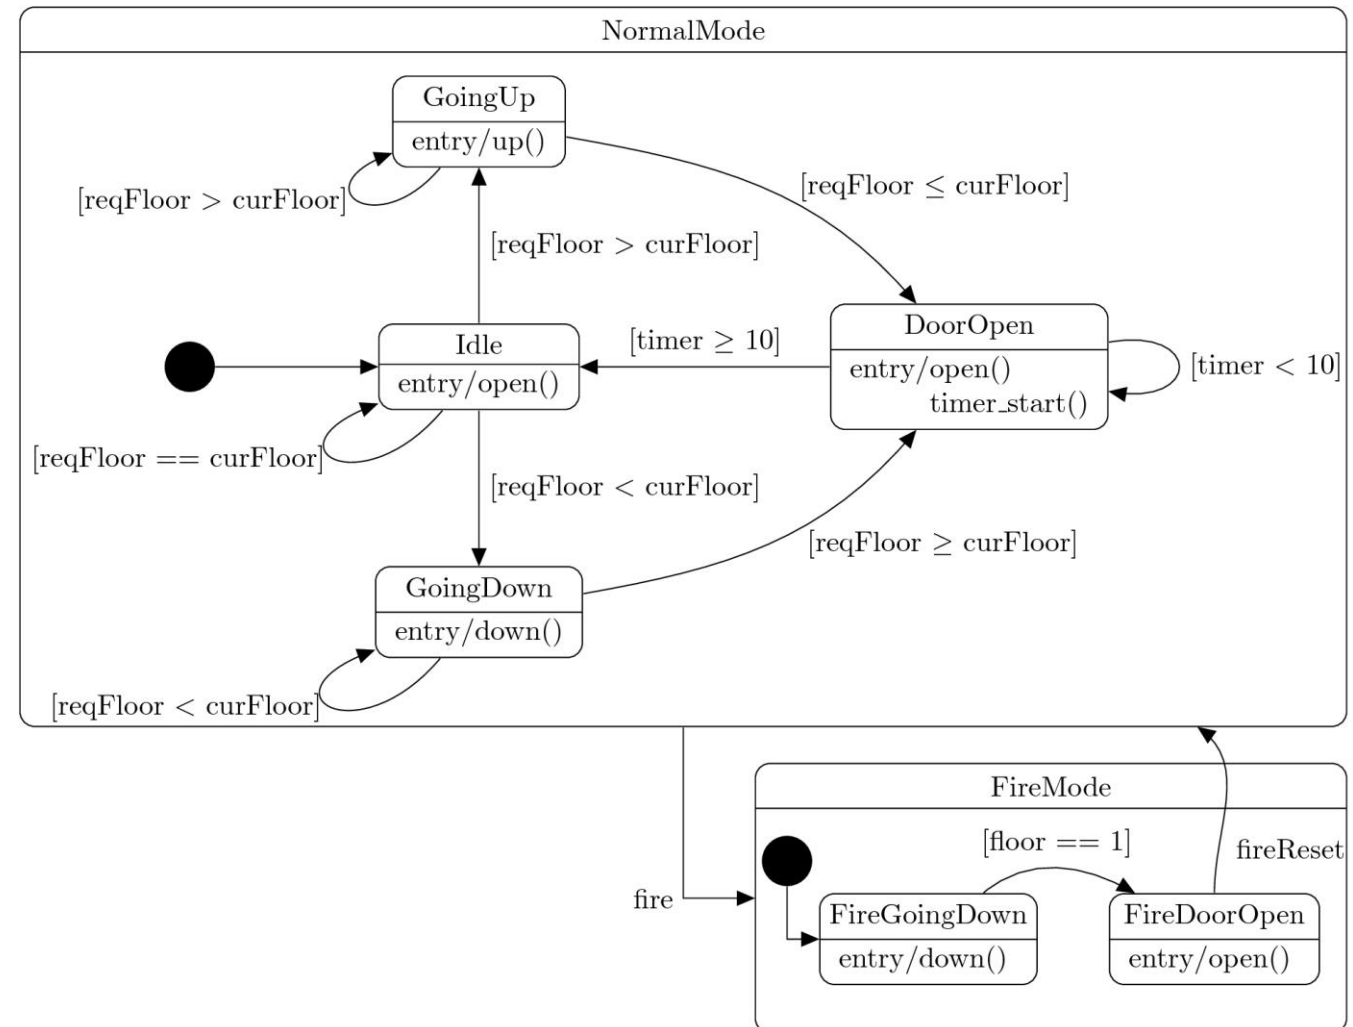 NormalMode
GoingUp
entry/up()
[reqFloor > curFloor]
[reqFloor ≤ curFloor]
[reqFloor > curFloor]
Idle
entry/open()
[timer ≥ 10]
DoorOpen
entry/open()
timer_start()
[timer < 10]
[reqFloor == curFloor]
[reqFloor < curFloor]
[reqFloor ≥ curFloor]
GoingDown
entry/down()
[reqFloor < curFloor]
FireMode
[floor == 1]
fireReset
fire
FireGoingDown
entry/down()
FireDoorOpen
entry/open()